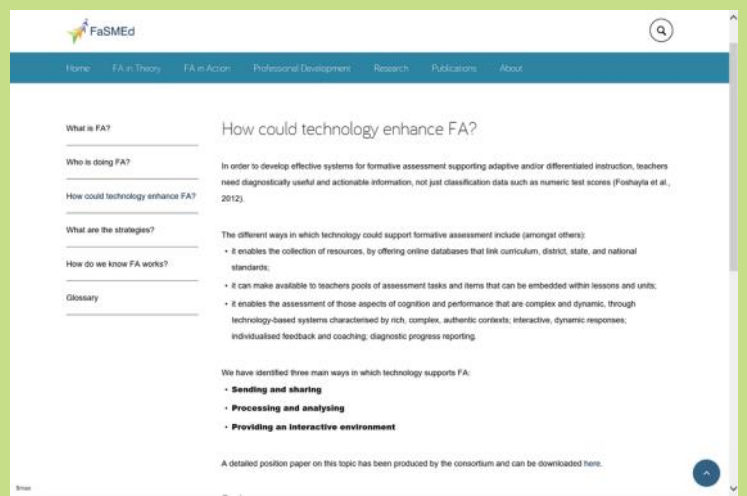 FaSMEd
Home FA in Theory FA in Action Professional Development Research Publications About
What is FA?
Who is doing FA?
How could technology enhance FA?
What are the strategies?
How do we know FA works?
Glossary
How could technology enhance FA?
In order to develop effective systems for formative assessment supporting adaptive and/or differentiated instruction, teachers
need diagnostically useful and actionable information, not just classification data such as numeric test scores (Foshayla et al.,
2012).
The different ways in which technology could support formative assessment include (amongst others):
• it enables the collection of resources, by offering online databases that link curriculum, district, state, and national
standards;
• it can make available to teachers pools of assessment tasks and items that can be embedded within lessons and units;
• it enables the assessment of those aspects of cognition and performance that are complex and dynamic, through
technology-based systems characterised by rich, complex, authentic contexts; interactive, dynamic responses;
individualised feedback and coaching; diagnostic progress reporting.
We have identified three main ways in which technology supports FA:
• Sending and sharing
• Processing and analysing
• Providing an interactive environment
A detailed position paper on this topic has been produced by the consortium and can be downloaded here.